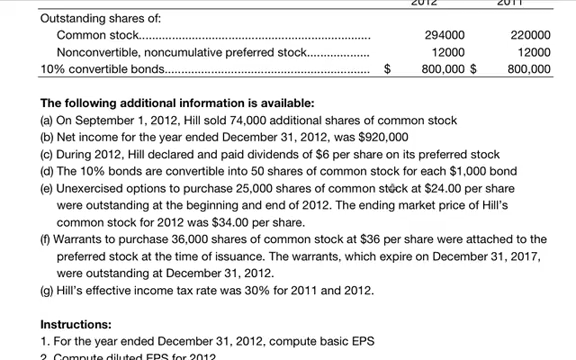 2012 2011
Outstanding shares of:
Common stock....................................................................... 294000 220000
Nonconvertible, noncumulative preferred stock................... 12000 12000
10% convertible bonds............................................................... $ 800,000 $ 800,000
The following additional information is available:
(a) On September 1, 2012, Hill sold 74,000 additional shares of common stock
(b) Net income for the year ended December 31, 2012, was $920,000
(c) During 2012, Hill declared and paid dividends of $6 per share on its preferred stock
(d) The 10% bonds are convertible into 50 shares of common stock for each $1,000 bond
(e) Unexercised options to purchase 25,000 shares of common stock at $24.00 per share
were outstanding at the beginning and end of 2012. The ending market price of Hill's
common stock for 2012 was $34.00 per share.
(f) Warrants to purchase 36,000 shares of common stock at $36 per share were attached to the
preferred stock at the time of issuance. The warrants, which expire on December 31, 2017,
were outstanding at December 31, 2012.
(g) Hill's effective income tax rate was 30% for 2011 and 2012.
Instructions:
1. For the year ended December 31, 2012, compute basic EPS
2. Compute diluted EPS for 2012